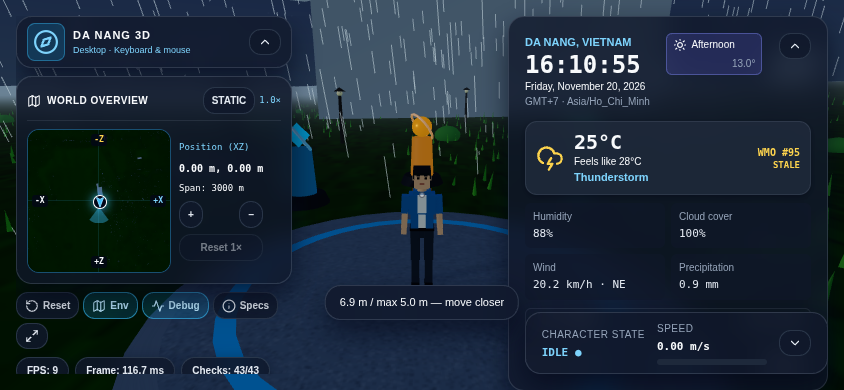 DA NANG 3D
Desktop · Keyboard & mouse
WORLD OVERVIEW
STATIC
1.0×
-Z
-X
+X
+Z
Position (XZ)
0.00 m, 0.00 m
Span: 3000 m
+
−
Reset 1×
Reset
Env
Debug
Specs
FPS: 9
Frame: 116.7 ms
Checks: 43/43
6.9 m / max 5.0 m — move closer
DA NANG, VIETNAM
16:10:55
Friday, November 20, 2026
GMT+7 · Asia/Ho_Chi_Minh
Afternoon
13.0°
25°C
Feels like 28°C
Thunderstorm
WMO #95
STALE
Humidity
88%
Cloud cover
100%
Wind
20.2 km/h · NE
Precipitation
0.9 mm
CHARACTER STATE
IDLE ●
SPEED
0.00 m/s